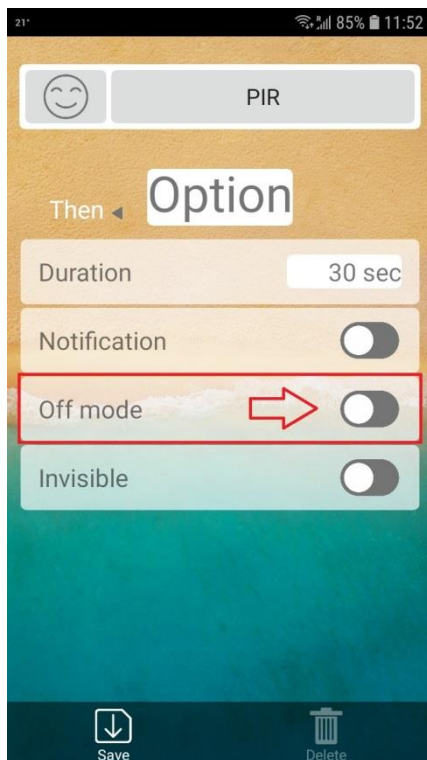 21° 85% 11:52
PIR
Then Option
Duration 30 sec
Notification
Off mode
Invisible
Save Delete